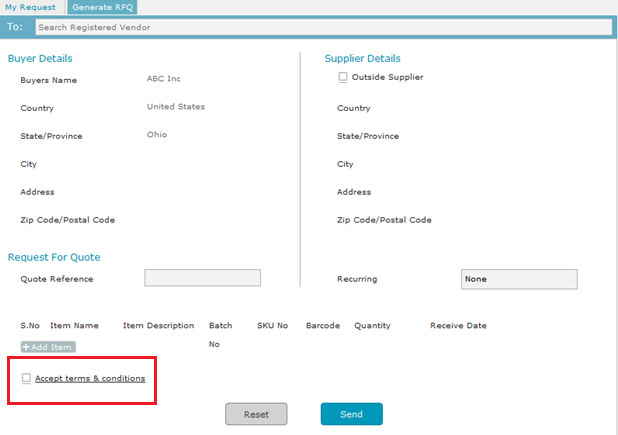 My Request Generate RFQ
To: Search Registered Vendor
Buyer Details Supplier Details
Buyers Name ABC Inc Outside Supplier
Country United States Country
State/Province Ohio State/Province
City City
Address Address
Zip Code/Postal Code Zip Code/Postal Code
Request For Quote
Quote Reference Recurring None
S.No Item Name Item Description Batch No SKU No Barcode Quantity Receive Date
+Add Item
Accept terms & conditions
Reset Send